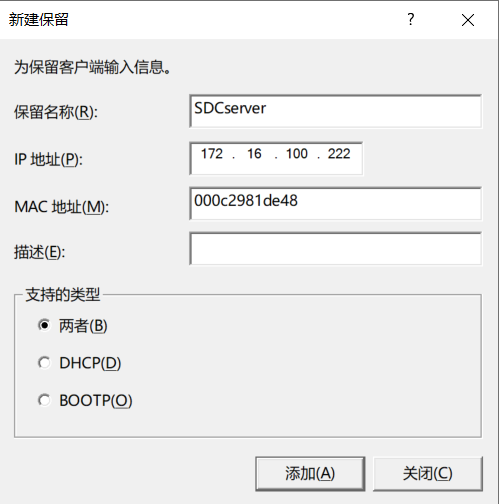 新建保留
?
为保留客户端输入信息。
保留名称(R): SDCserver
IP 地址(P): 172 . 16 . 100 . 222
MAC 地址(M): 000c2981de48
描述(E):
支持的类型
两者(B)
DHCP(D)
BOOTP(O)
添加(A) 关闭(C)